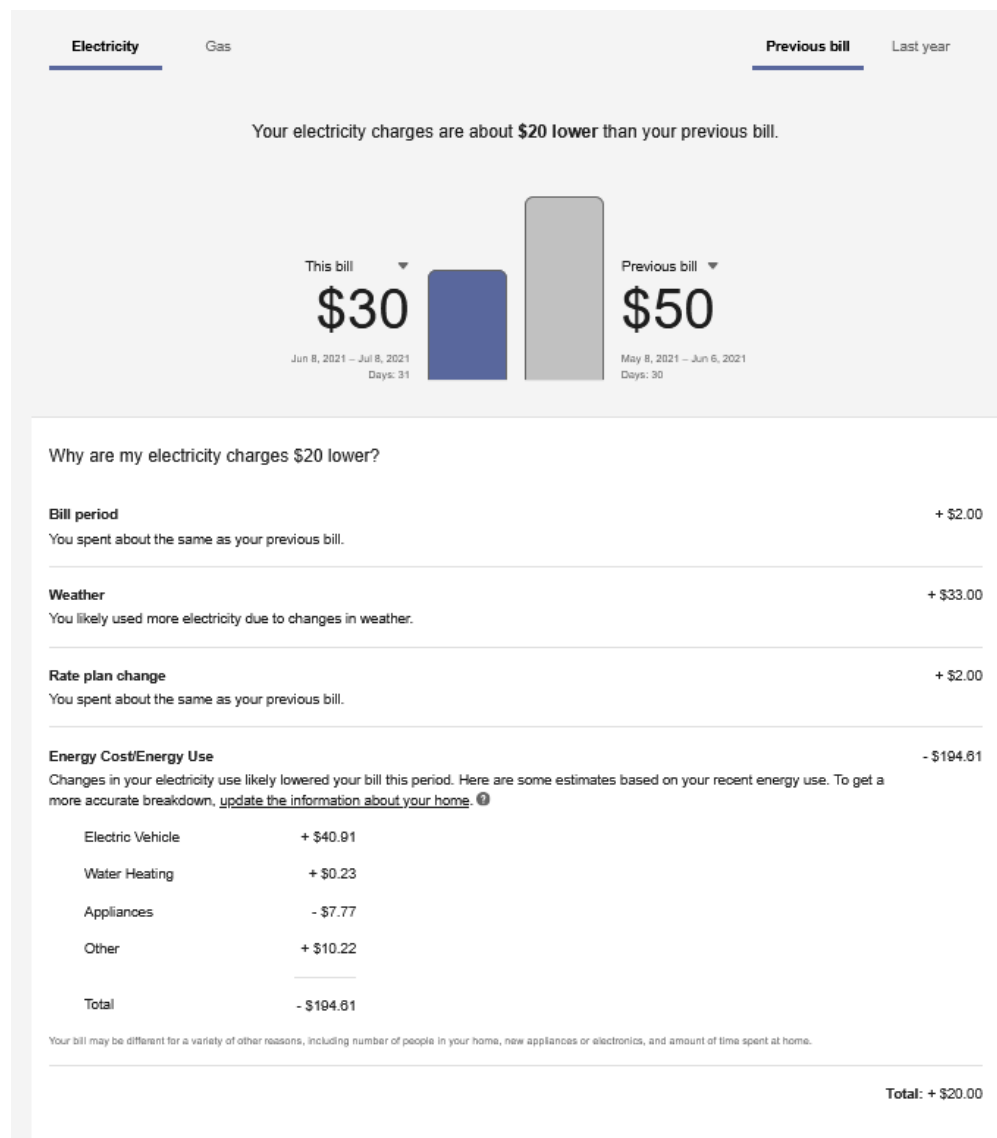 Electricity Gas Previous bill Last year
Your electricity charges are about $20 lower than your previous bill.
This bill
$30
Jun 8, 2021 – Jul 8, 2021
Days: 31
Previous bill
$50
May 8, 2021 – Jun 6, 2021
Days: 30
Why are my electricity charges $20 lower?
Bill period + $2.00
You spent about the same as your previous bill.
Weather + $33.00
You likely used more electricity due to changes in weather.
Rate plan change + $2.00
You spent about the same as your previous bill.
Energy Cost/Energy Use - $194.61
Changes in your electricity use likely lowered your bill this period. Here are some estimates based on your recent energy use. To get a
more accurate breakdown, update the information about your home. ?
Electric Vehicle + $40.91
Water Heating + $0.23
Appliances - $7.77
Other + $10.22
Total - $194.61
Your bill may be different for a variety of other reasons, including number of people in your home, new appliances or electronics, and amount of time spent at home.
Total: + $20.00